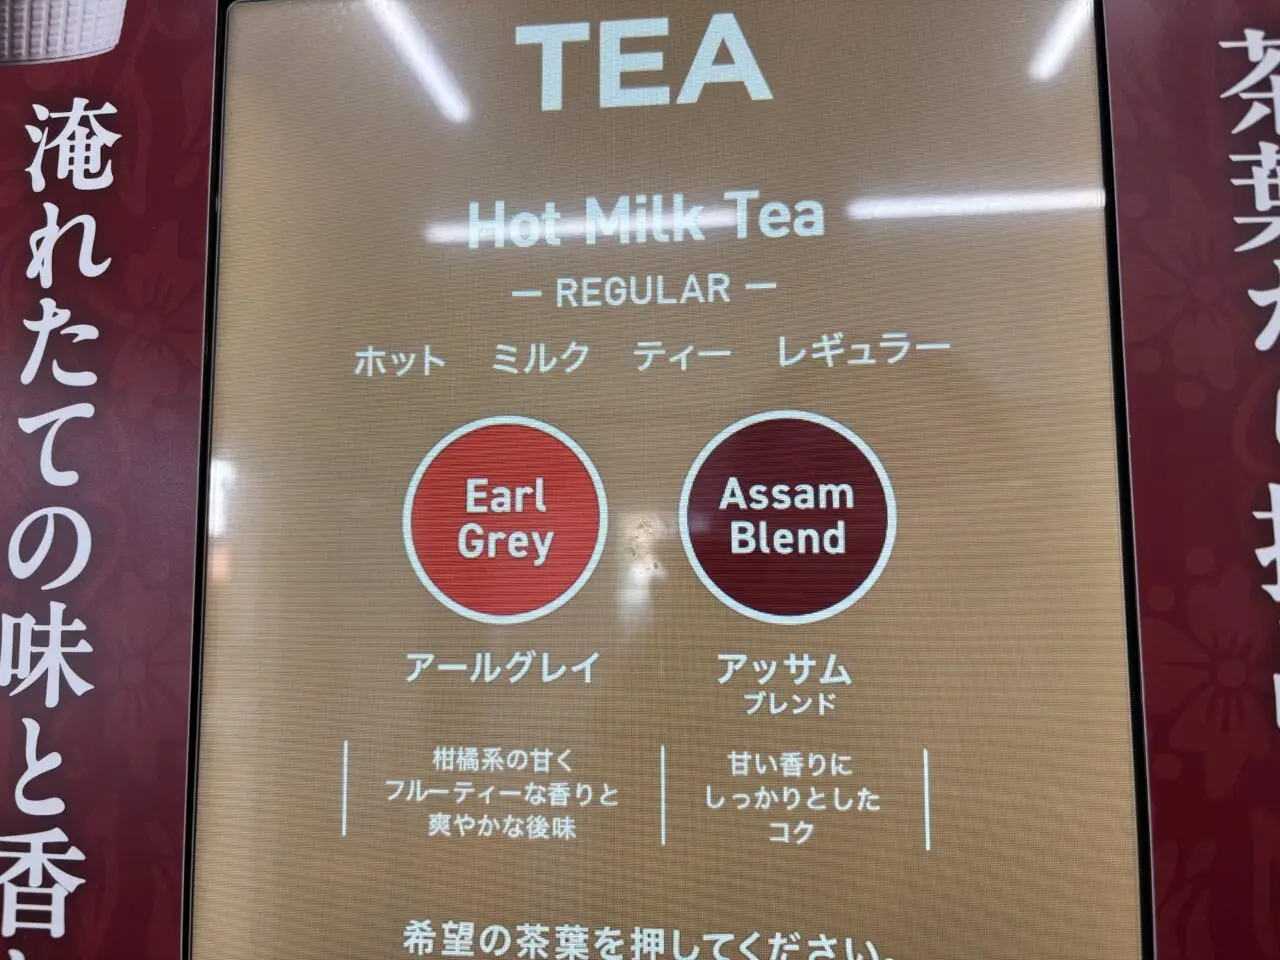 TEA
Hot Milk Tea
— REGULAR —
ホット ミルク ティー レギュラー
Earl
Grey
Assam
Blend
アールグレイ
アッサム
ブレンド
柑橘系の甘く
フルーティーな香りと
爽やかな後味
甘い香りに
しっかりとした
コク
希望の茶葉を押してください。
淹れたての味と香
茶葉